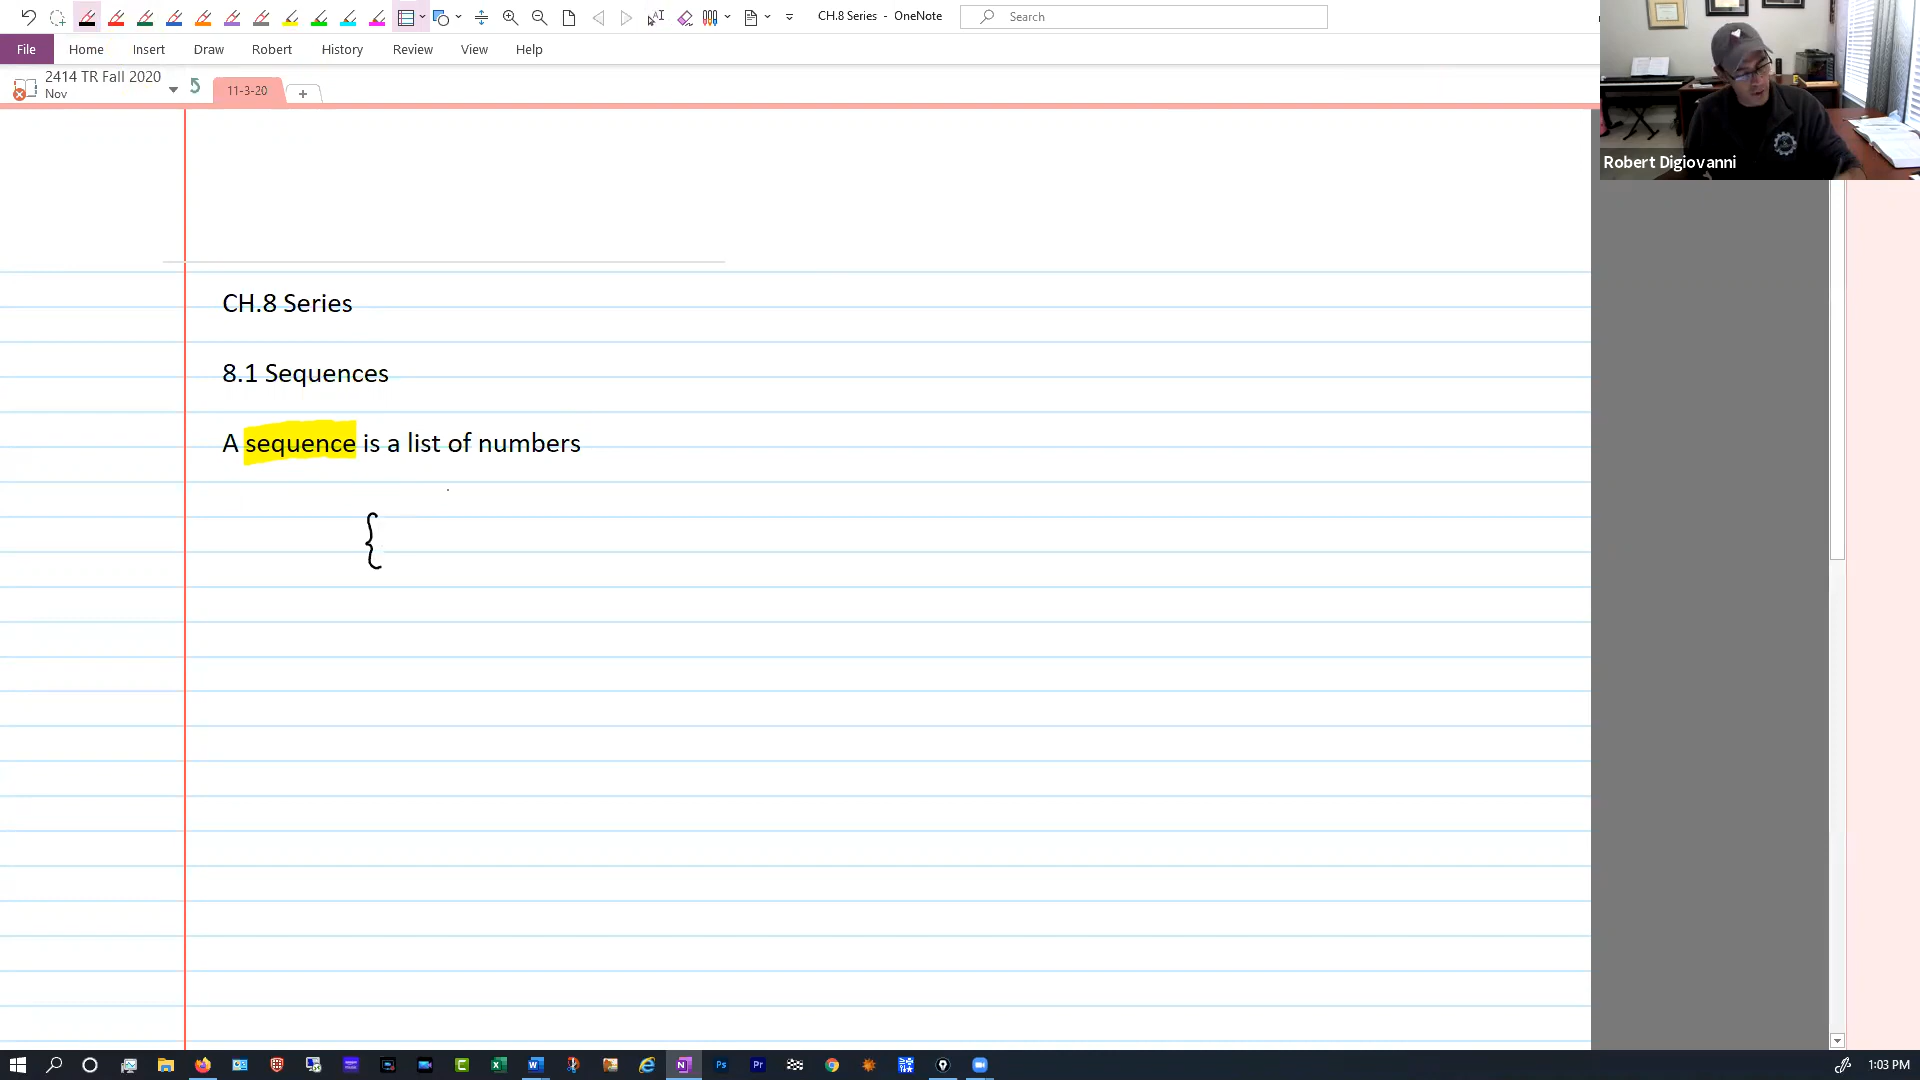 CH.8 Series - OneNote
Search
File Home Insert Draw Robert History Review View Help
2414 TR Fall 2020
Nov
11-3-20
Robert Digiovanni
CH.8 Series
8.1 Sequences
A sequence is a list of numbers
{
1:03 PM